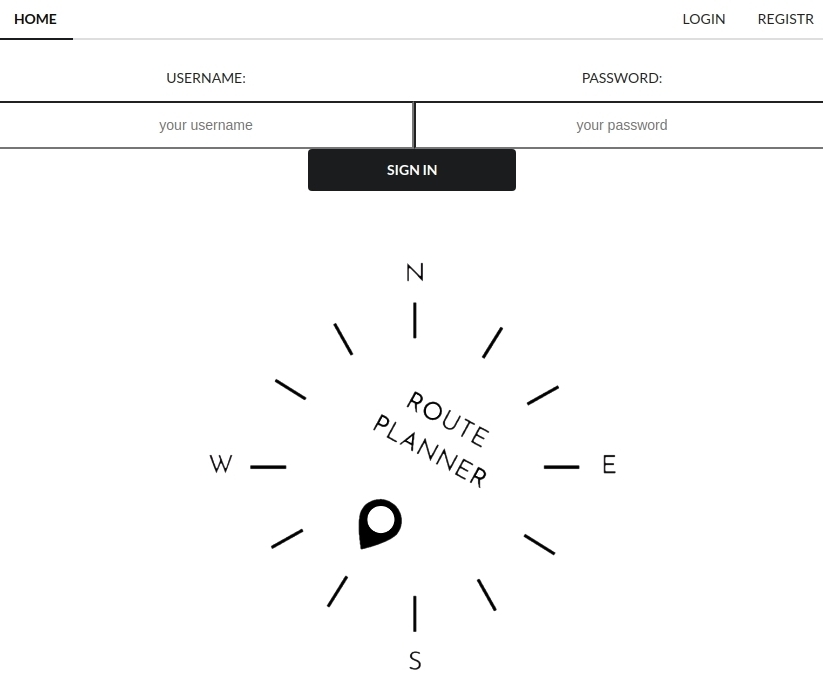 HOME LOGIN REGISTR
USERNAME: PASSWORD:
your username your password
SIGN IN
N
ROUTE
PLANNER
W E
S